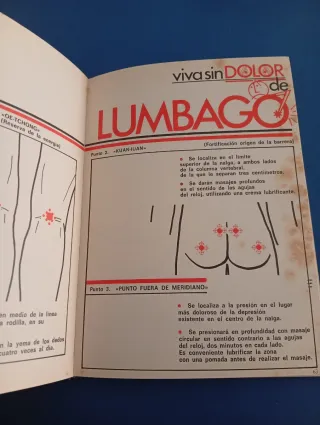 «OE-TCHONG»
(Reserva de la energía)
en medio de la línea
rodilla, en su
n la yema de los dedos
cuatro veces al día.
viva sin DOLOR
de
LUMBAGO
Punto 2. «KUAN-IUAN»
(Fortificación origen de la barrera)
Se localiza en el límite
superior de la nalga, a ambos lados
de la columna vertebral,
de la que la separan tres centímetros.
Se darán masajes profundos
en el sentido de las agujas
del reloj, utilizando una crema lubrificante.
Punto 3. «PUNTO FUERA DE MERIDIANO»
Se localiza a la presión en el lugar
más doloroso de la depresión
existente en el centro de la nalga.
Se presionará en profundidad con masaje
circular en sentido contrario a las agujas
del reloj, dos minutos en cada lado.
Es conveniente lubrificar la zona
con una pomada antes de realizar el masaje.